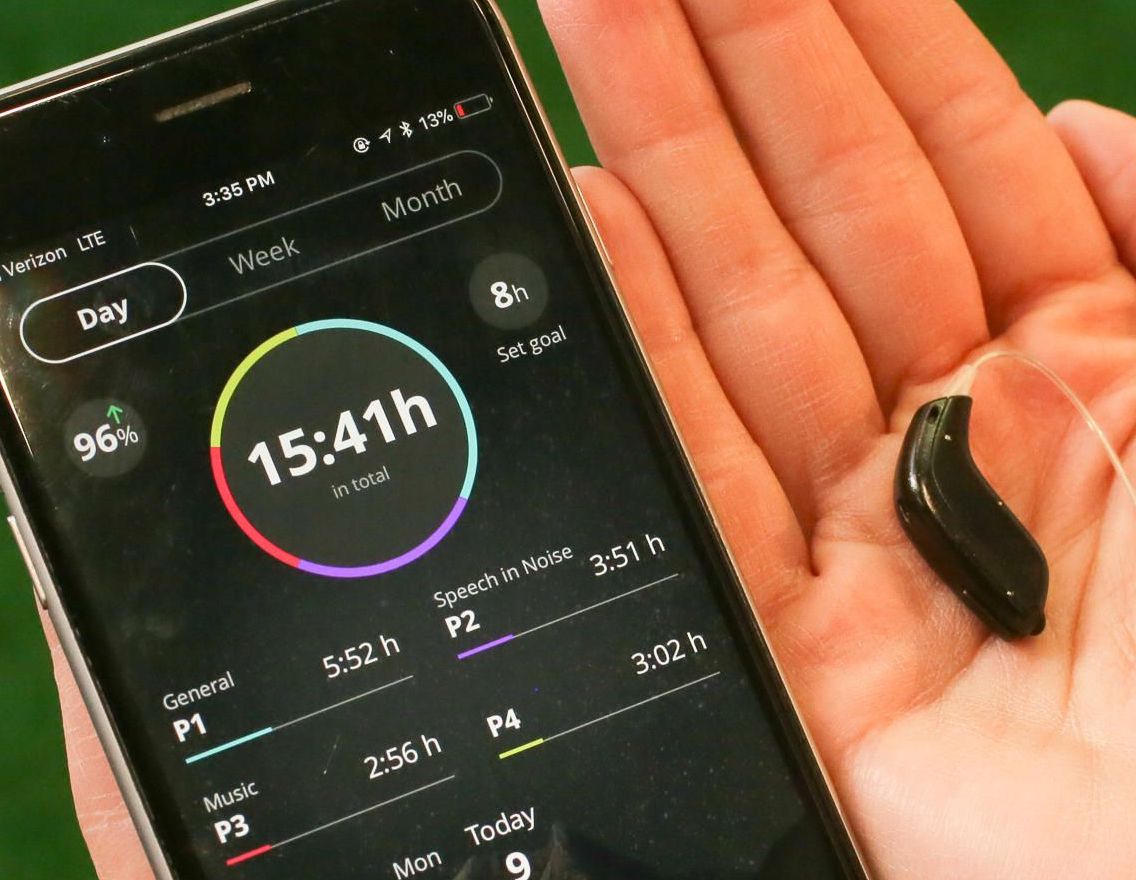 Verizon LTE
3:35 PM
13%
Day
Week
Month
96%
15:41h
in total
8h
Set goal
General
P1
5:52 h
Speech in Noise
P2
3:51 h
Music
P3
2:56 h
P4
3:02 h
Mon
Today
9